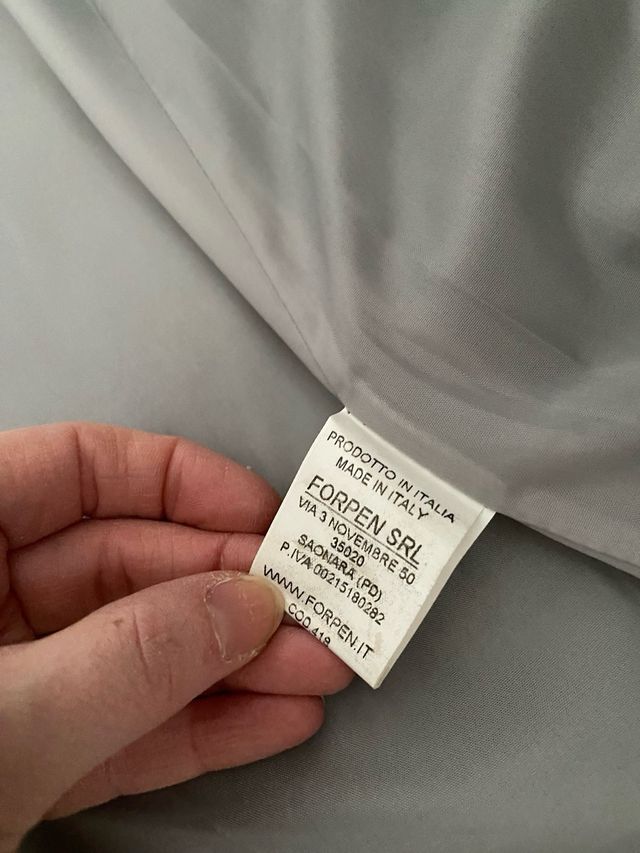 PRODOTTO IN ITALIA
MADE IN ITALY
FORPEN SRL
VIA 3 NOVEMBRE 50
35020
SAONARA (PD)
P.IVA 00215180282
WWW.FORPEN.IT
COD.419